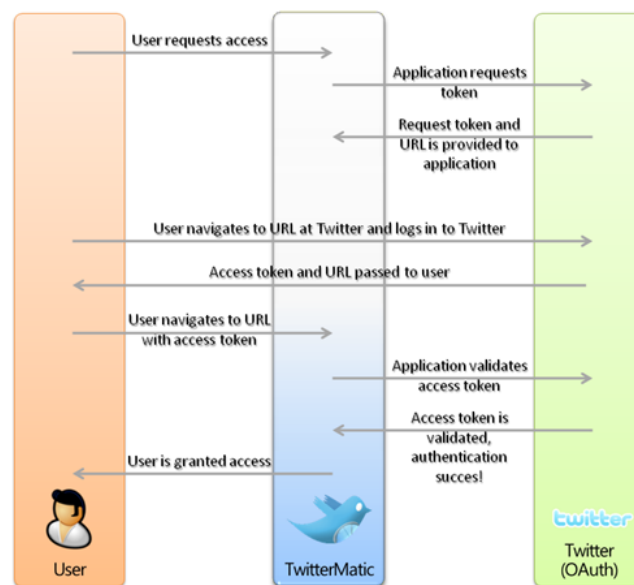 User requests access
Application requests
token
Request token and
URL is provided to
application
User navigates to URL at Twitter and logs in to Twitter
Access token and URL passed to user
User navigates to URL
with access token
Application validates
access token
Access token is
validated,
authentication
succes!
User is granted access
twitter
User
TwitterMatic
Twitter
(OAuth)